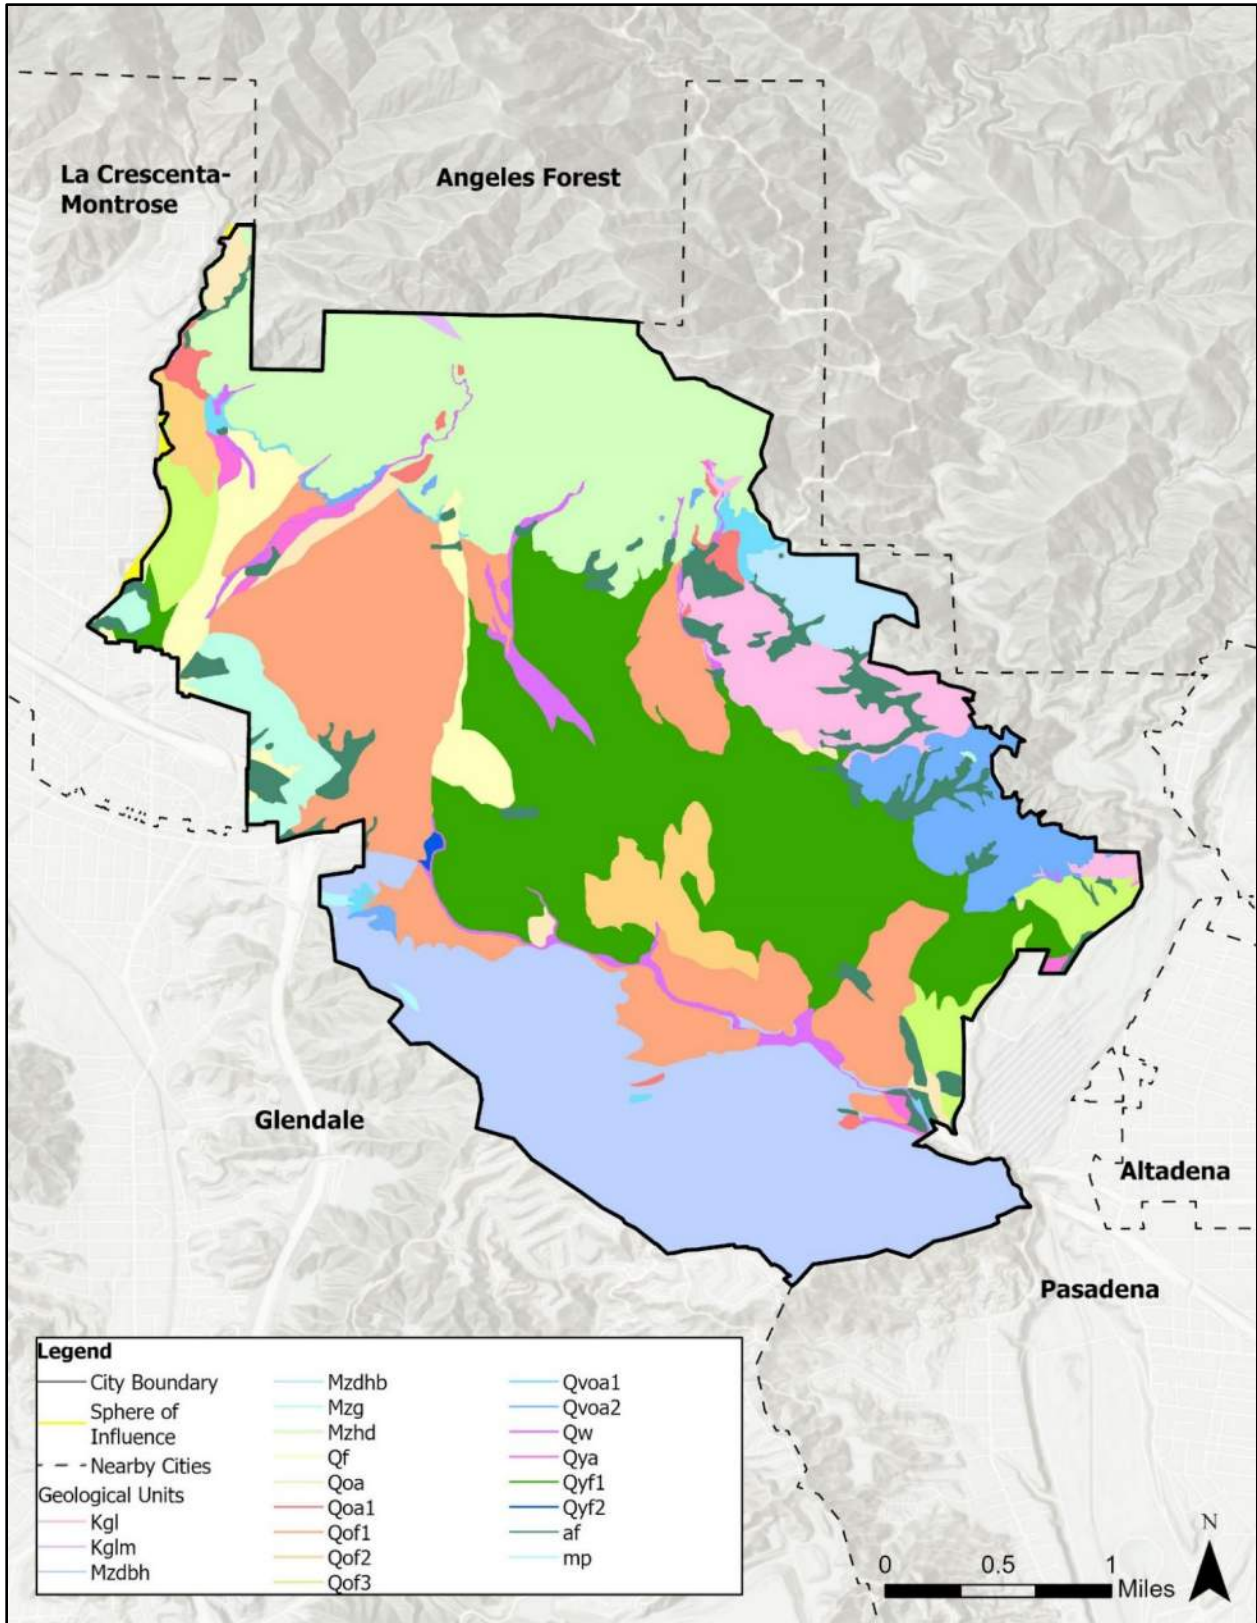 La Crescenta-
Montrose
Angeles Forest
Glendale
Altadena
Pasadena
Legend
City Boundary
Sphere of
Influence
Nearby Cities
Geological Units
Kgl
Kglm
Mzdbh
Mzdhb
Mzg
Mzhd
Qf
Qoa
Qoa1
Qof1
Qof2
Qof3
Qvoa1
Qvoa2
Qw
Qya
Qyf1
Qyf2
af
mp
N
0 0.5 1
Miles